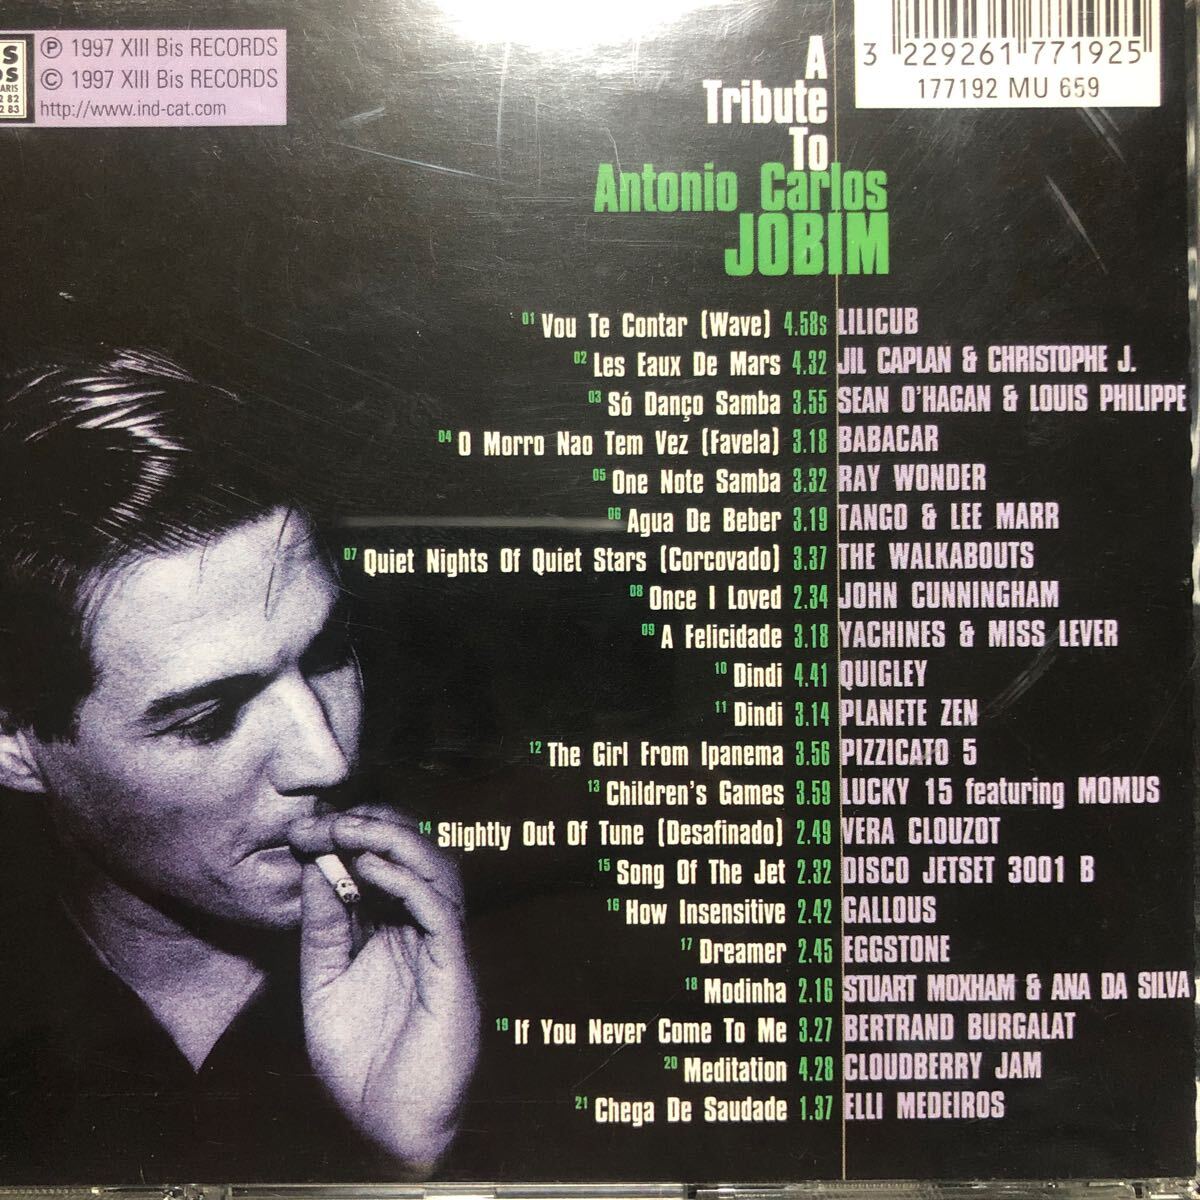 S
OS
PARIS
2 82
2 83
℗ 1997 XIII Bis RECORDS
© 1997 XIII Bis RECORDS
http://www.ind-cat.com
3 229261 771925
177192 MU 659
A
Tribute
To
Antonio Carlos
JOBIM
01 Vou Te Contar (Wave) 4.58s LILICUB
02 Les Eaux De Mars 4.32 JIL CAPLAN & CHRISTOPHE J.
03 Só Danço Samba 3.55 SEAN O'HAGAN & LOUIS PHILIPPE
04 O Morro Nao Tem Vez (Favela) 3.18 BABACAR
05 One Note Samba 3.32 RAY WONDER
06 Agua De Beber 3.19 TANGO & LEE MARR
07 Quiet Nights Of Quiet Stars (Corcovado) 3.37 THE WALKABOUTS
08 Once I Loved 2.34 JOHN CUNNINGHAM
09 A Felicidade 3.18 YACHINES & MISS LEVER
10 Dindi 4.41 QUIGLEY
11 Dindi 3.14 PLANETE ZEN
12 The Girl From Ipanema 3.56 PIZZICATO 5
13 Children's Games 3.59 LUCKY 15 featuring MOMUS
14 Slightly Out Of Tune (Desafinado) 2.49 VERA CLOUZOT
15 Song Of The Jet 2.32 DISCO JETSET 3001 B
16 How Insensitive 2.42 GALLOUS
17 Dreamer 2.45 EGGSTONE
18 Modinha 2.16 STUART MOXHAM & ANA DA SILVA
19 If You Never Come To Me 3.27 BERTRAND BURGALAT
20 Meditation 4.28 CLOUDBERRY JAM
21 Chega De Saudade 1.37 ELLI MEDEIROS